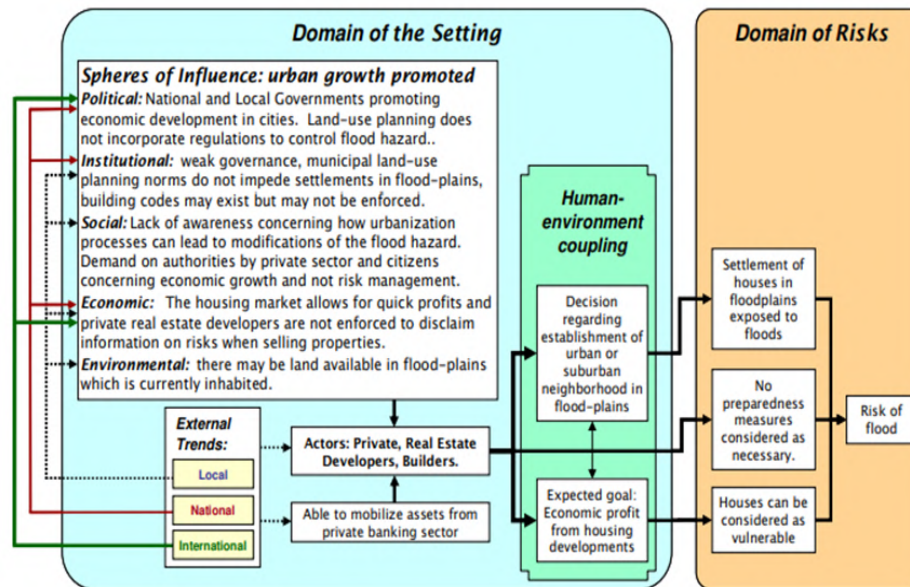 Domain of the Setting
Domain of Risks
Spheres of Influence: urban growth promoted
Political: National and Local Governments promoting
economic development in cities. Land-use planning does
not incorporate regulations to control flood hazard..
Institutional: weak governance, municipal land-use
planning norms do not impede settlements in flood-plains,
building codes may exist but may not be enforced.
Social: Lack of awareness concerning how urbanization
processes can lead to modifications of the flood hazard.
Demand on authorities by private sector and citizens
concerning economic growth and not risk management.
Economic: The housing market allows for quick profits and
private real estate developers are not enforced to disclaim
information on risks when selling properties.
Environmental: there may be land available in flood-plains
which is currently inhabited.
External
Trends:
Local
National
International
Actors: Private, Real Estate
Developers, Builders.
Able to mobilize assets from
private banking sector
Human-
environment
coupling
Decision
regarding
establishment of
urban or
suburban
neighborhood in
flood-plains
Expected goal:
Economic profit
from housing
developments
Settlement of
houses in
floodplains
exposed to
floods
No
preparedness
measures
considered as
necessary.
Houses can be
considered as
vulnerable
Risk of
flood